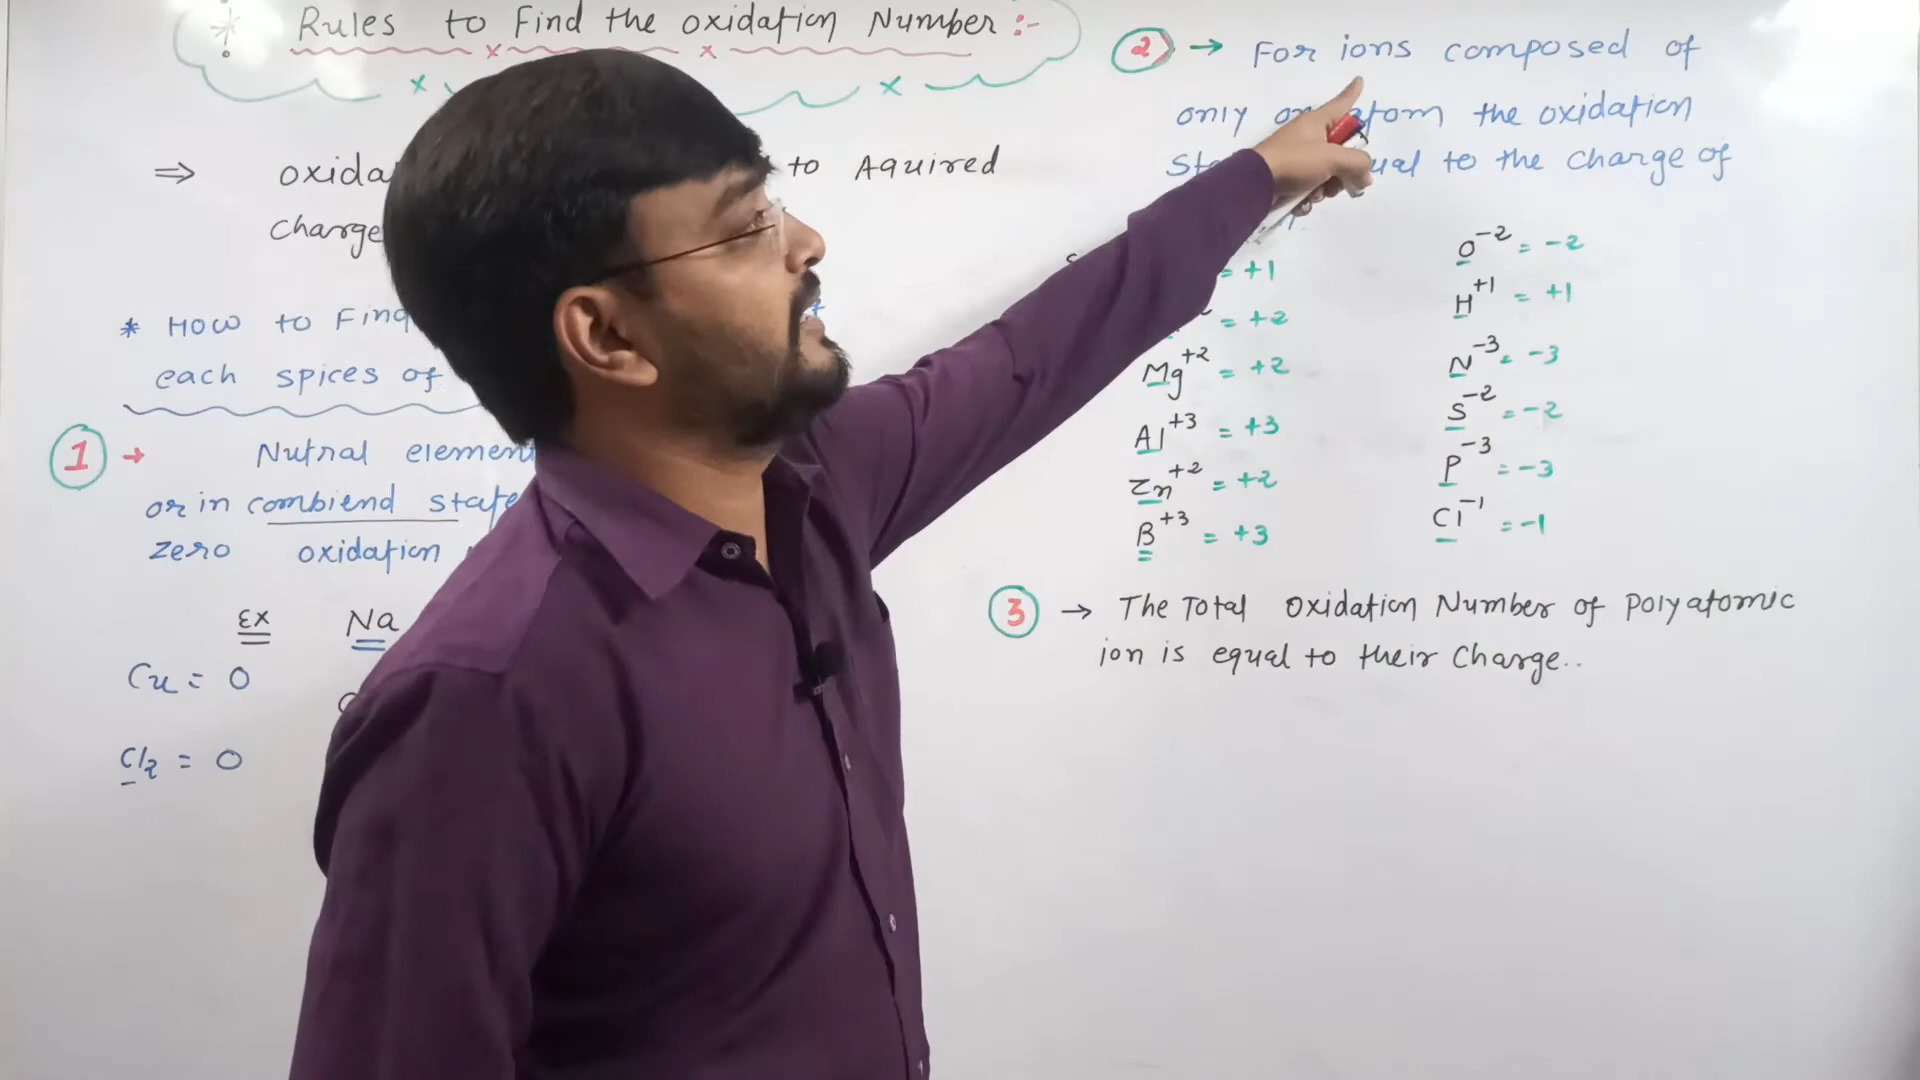 * Rules to Find the oxidation Number :-
⇒ oxida to Aquired
charge
* How to Find
each spices of
1 → Nutral element
or in combiend state
zero oxidation
Ex Na
Cu = 0
Cl2 = 0
2 → For ions composed of
only atom the oxidation
equal to the charge of
= +1
= +2
Mg+2 = +2
Al+3 = +3
Zn+2 = +2
B+3 = +3
O-2 = -2
H+1 = +1
N-3 = -3
S-2 = -2
P-3 = -3
Cl-1 = -1
3 → The Total Oxidation Number of Polyatomic
ion is equal to their Charge..